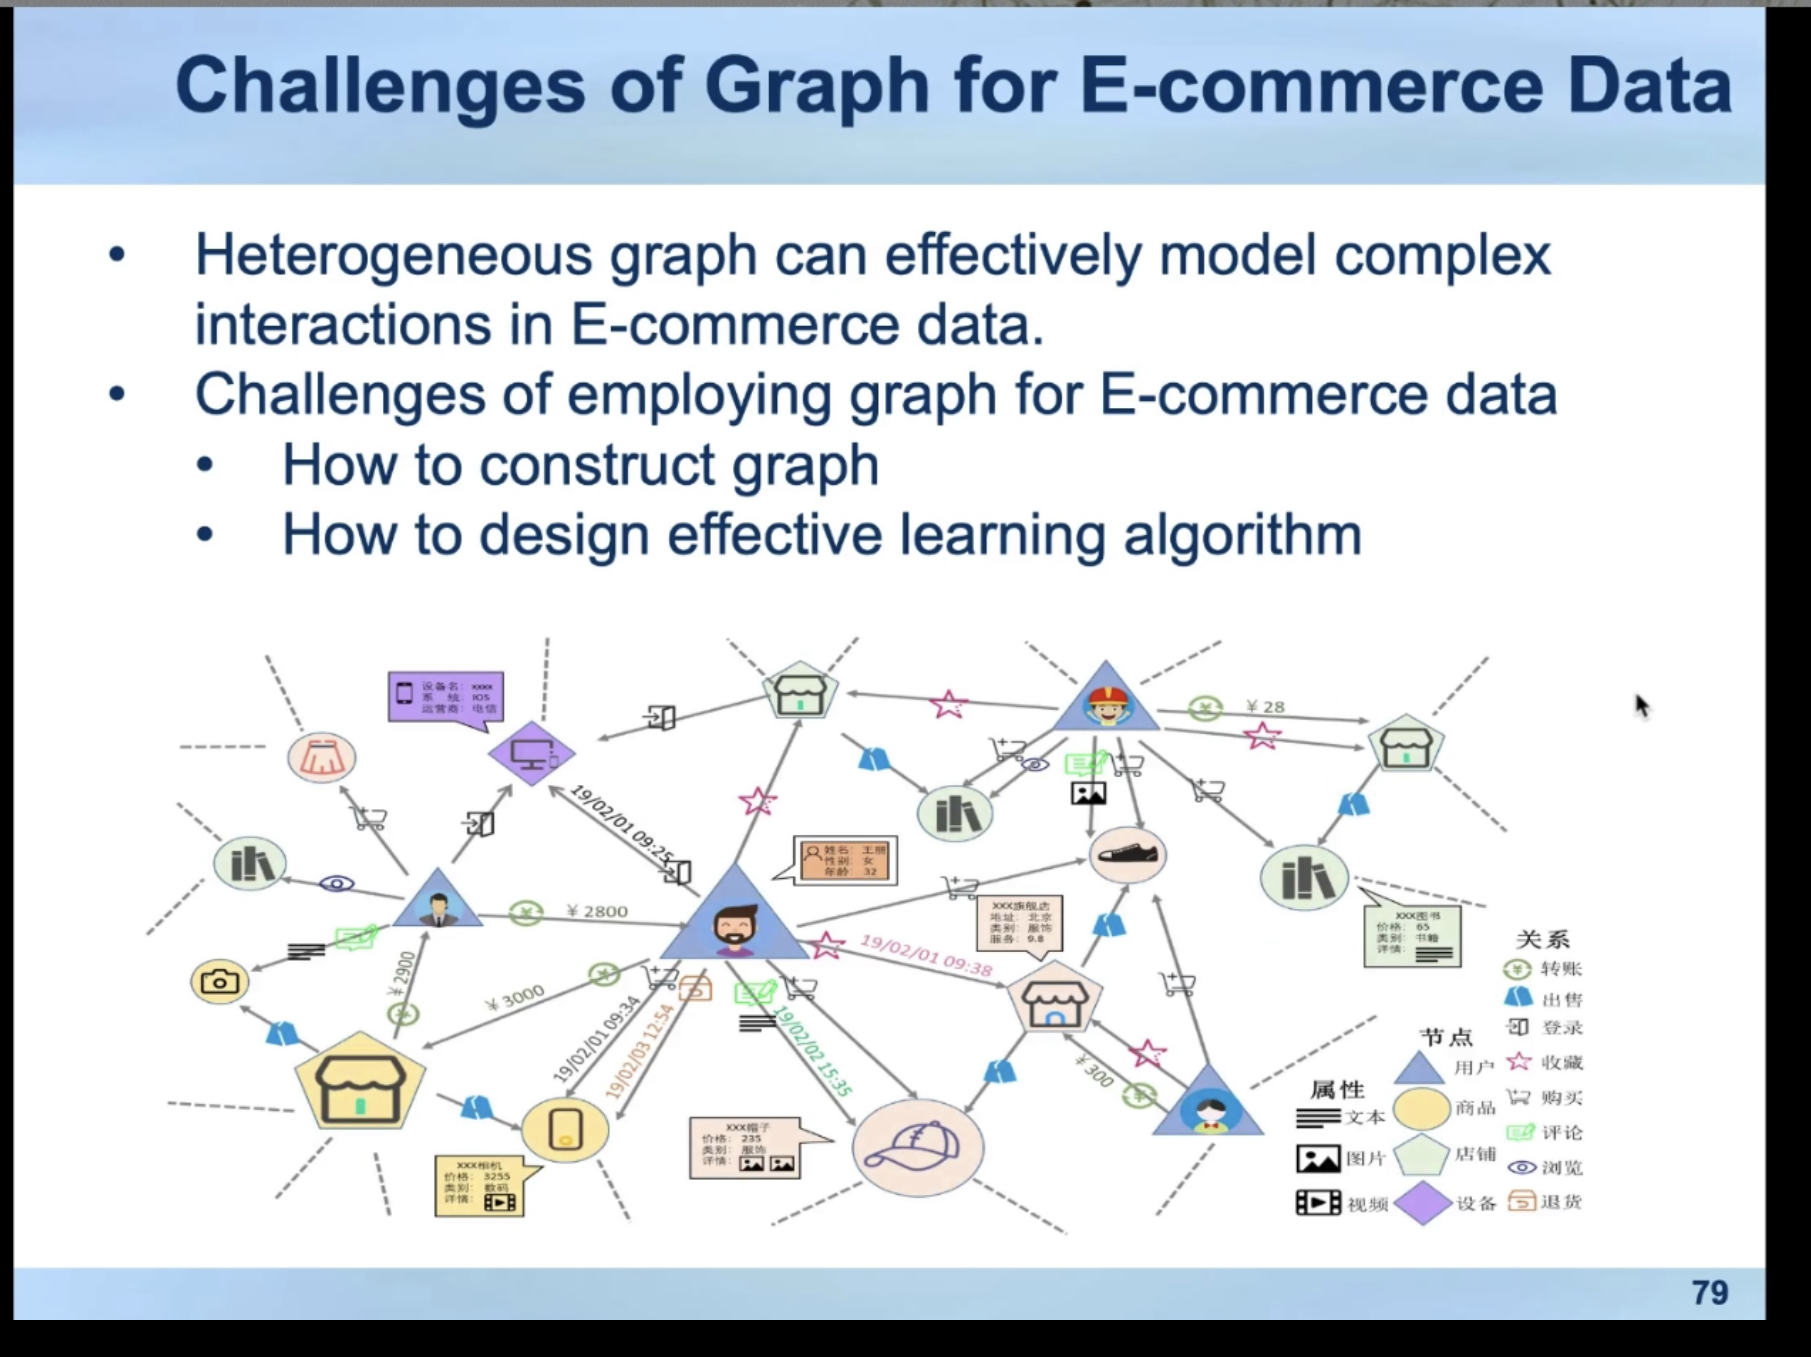 Challenges of Graph for E-commerce Data
• Heterogeneous graph can effectively model complex
interactions in E-commerce data.
• Challenges of employing graph for E-commerce data
• How to construct graph
• How to design effective learning algorithm
设备名: xxxx
系 统: IOS
运营商: 电信
¥ 28
19/02/01 09:25
姓名: 王丽
性别: 女
年龄: 32
¥ 2800
XXX旗舰店
地址: 北京
类别: 服饰
服务: 9.8
XXX图书
价格: 65
类别: 书籍
详情:
19/02/01 09:38
¥ 2900
¥ 3000
19/02/01 09:34
19/02/03 12:54
19/02/02 15:35
¥300
XXX帽子
价格: 235
类别: 服饰
详情:
XXX相机
价格: 3255
类别: 数码
详情:
属性
文本
图片
视频
节点
用户
商品
店铺
设备
关系
转账
出售
登录
收藏
购买
评论
浏览
退货
79